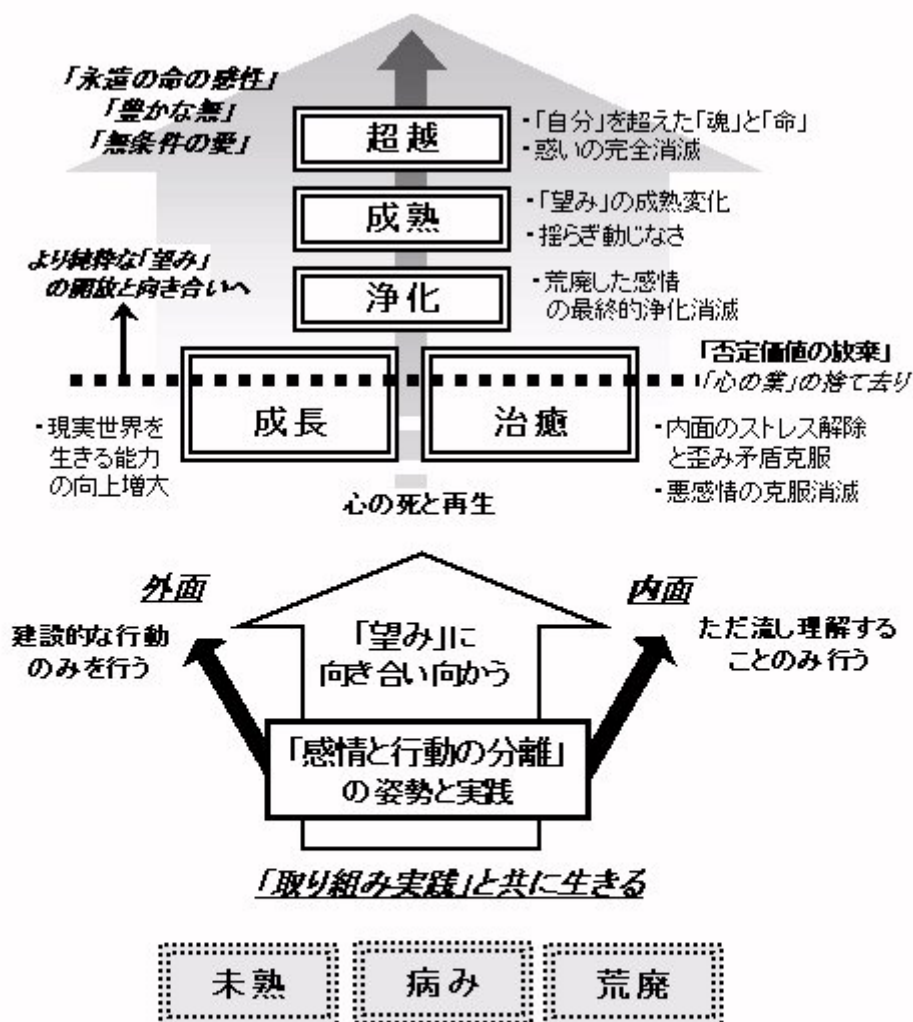 「永遠の命の感性」
「豊かな無」
「無条件の愛」
超越
・「自分」を超えた「魂」と「命」
・惑いの完全消滅
成熟
・「望み」の成熟変化
・揺らぎ動じなさ
より純粋な「望み」
の開放と向き合いへ
浄化
・荒廃した感情
の最終的浄化消滅
「否定価値の放棄」
「心の業」の捨て去り
成長
治癒
・現実世界を
生きる能力
の向上増大
・内面のストレス解除
と歪み矛盾克服
・悪感情の克服消滅
心の死と再生
外面
建設的な行動
のみを行う
内面
ただ流し理解する
ことのみ行う
「望み」に
向き合い向かう
「感情と行動の分離」
の姿勢と実践
「取り組み実践」と共に生きる
未熟
病み
荒廃